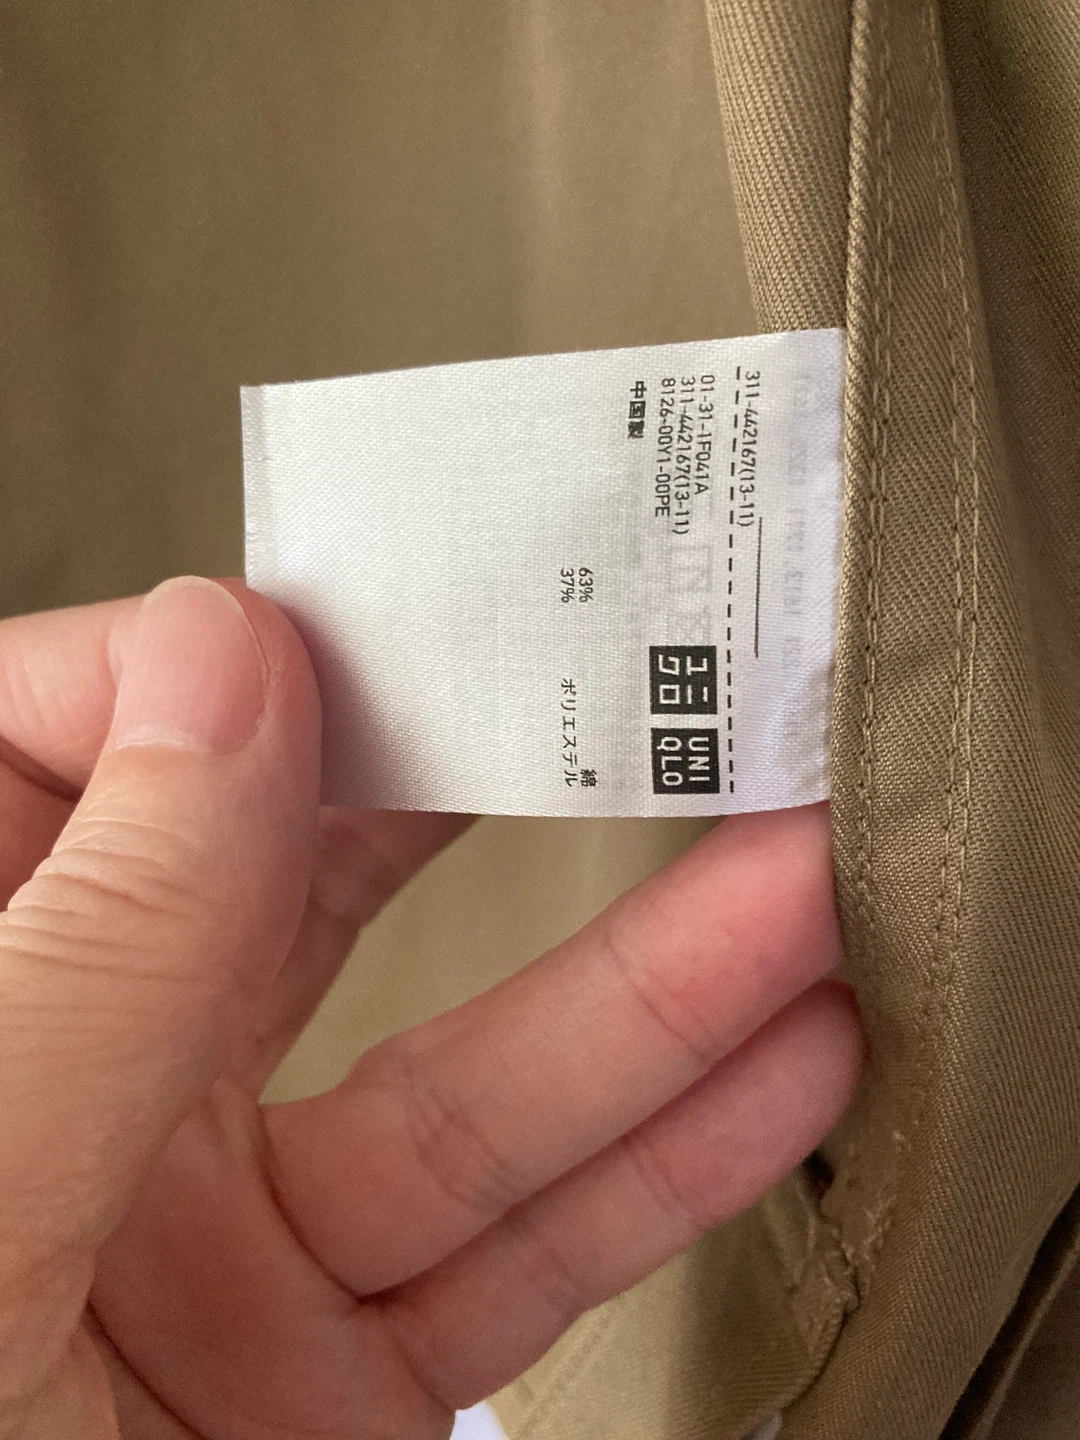 311-442167(13-11)
01-31-1F041A
311-442167(13-11)
8126-00Y1-00PE
中国製
ユニ
クロ
UNI
QLO
63% 綿
37% ポリエステル